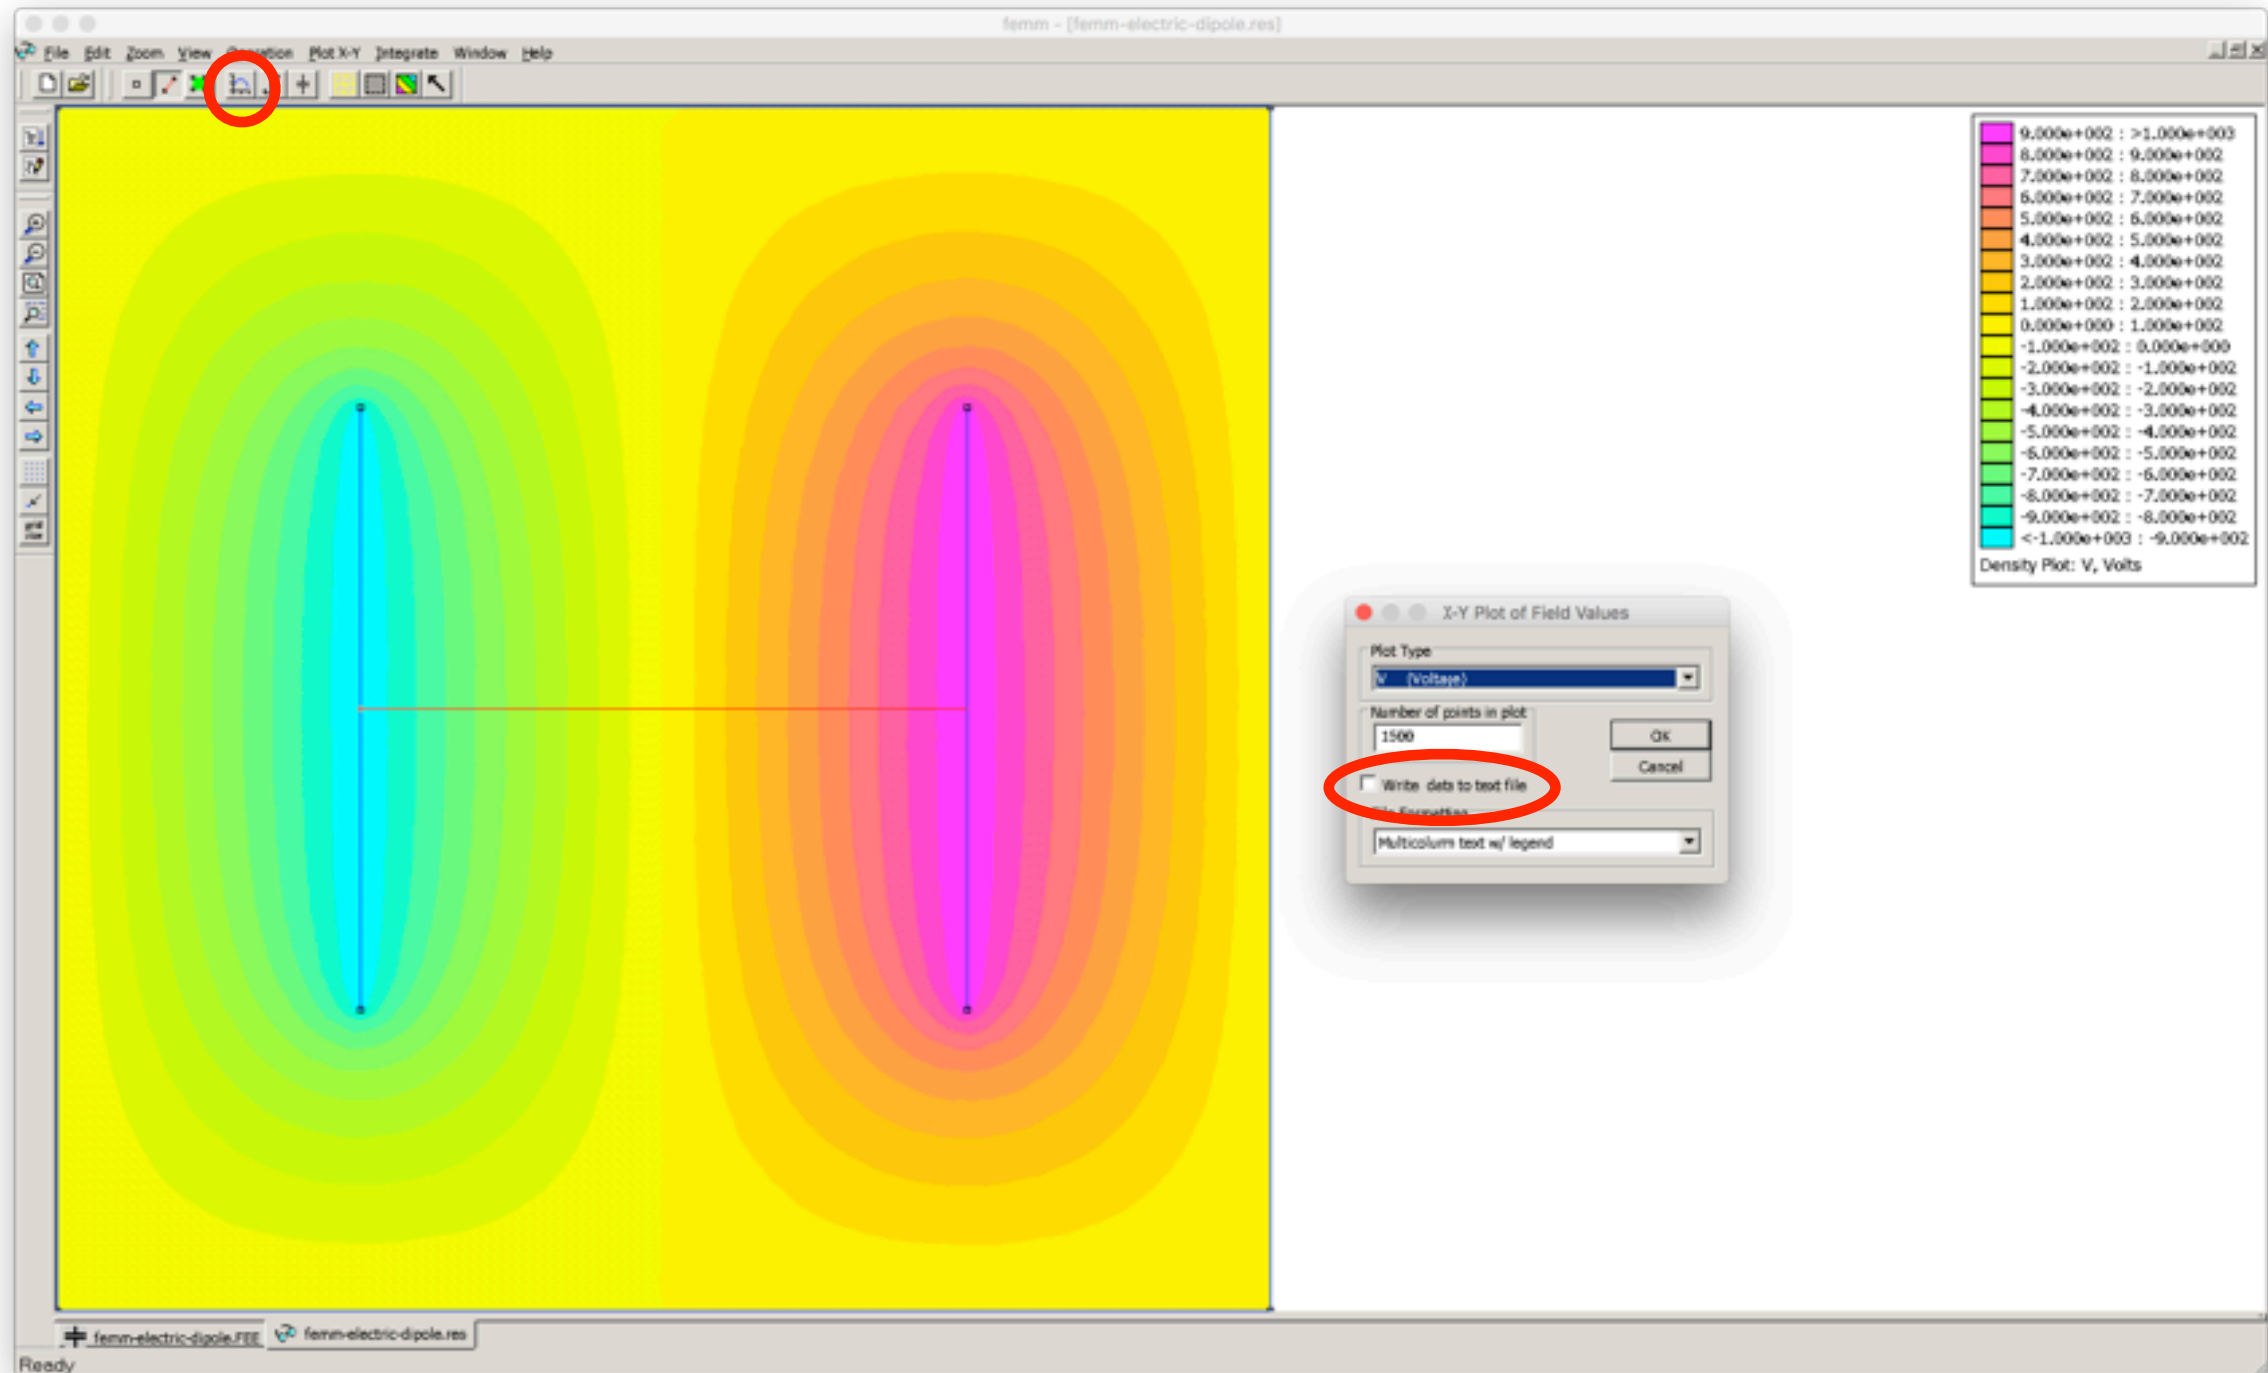 femm - [femm-electric-dipole.res]
File Edit Zoom View Operation Plot X-Y Integrate Window Help
9.000e+002 : >1.000e+003
8.000e+002 : 9.000e+002
7.000e+002 : 8.000e+002
6.000e+002 : 7.000e+002
5.000e+002 : 6.000e+002
4.000e+002 : 5.000e+002
3.000e+002 : 4.000e+002
2.000e+002 : 3.000e+002
1.000e+002 : 2.000e+002
0.000e+000 : 1.000e+002
-1.000e+002 : 0.000e+000
-2.000e+002 : -1.000e+002
-3.000e+002 : -2.000e+002
-4.000e+002 : -3.000e+002
-5.000e+002 : -4.000e+002
-6.000e+002 : -5.000e+002
-7.000e+002 : -6.000e+002
-8.000e+002 : -7.000e+002
-9.000e+002 : -8.000e+002
<-1.000e+003 : -9.000e+002
Density Plot: V, Volts
X-Y Plot of Field Values
Plot Type
V (Voltage)
Number of points in plot
1500
OK
Cancel
Write data to text file
File Formatting
Multicolumn text w/ legend
femm-electric-dipole.FEE
femm-electric-dipole.res
Ready